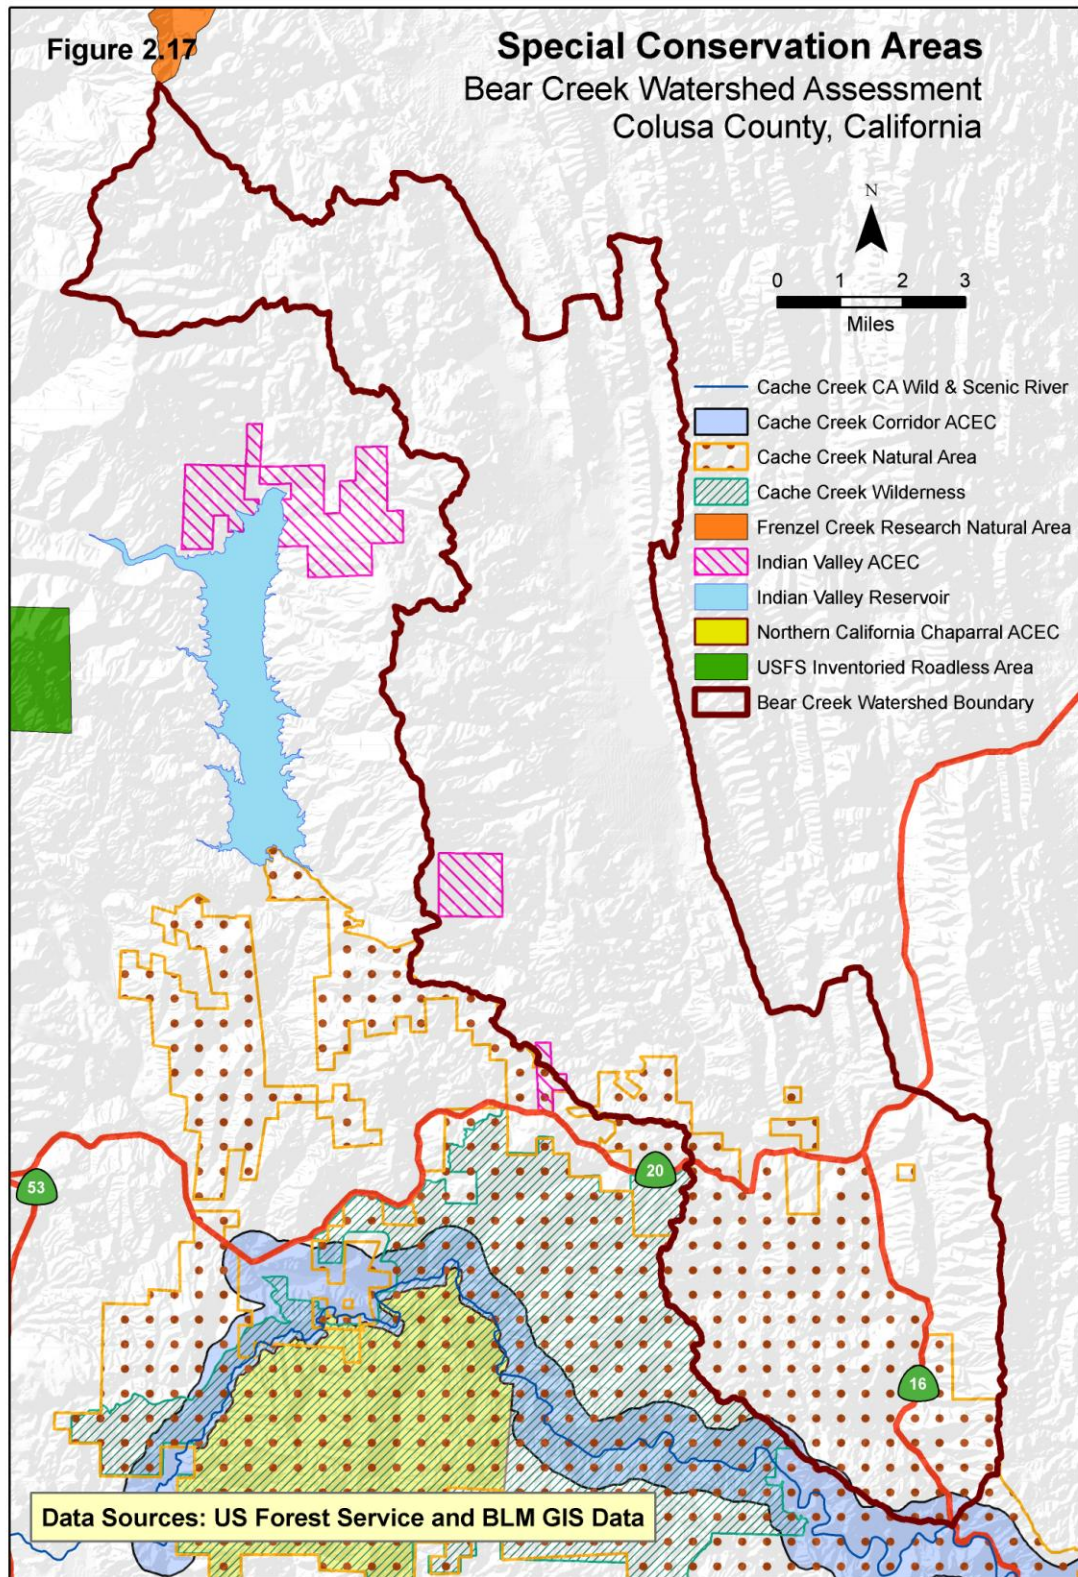 Figure 2.17
Special Conservation Areas
Bear Creek Watershed Assessment
Colusa County, California
N
0 1 2 3
Miles
Cache Creek CA Wild & Scenic River
Cache Creek Corridor ACEC
Cache Creek Natural Area
Cache Creek Wilderness
Frenzel Creek Research Natural Area
Indian Valley ACEC
Indian Valley Reservoir
Northern California Chaparral ACEC
USFS Inventoried Roadless Area
Bear Creek Watershed Boundary
20
53
16
Data Sources: US Forest Service and BLM GIS Data